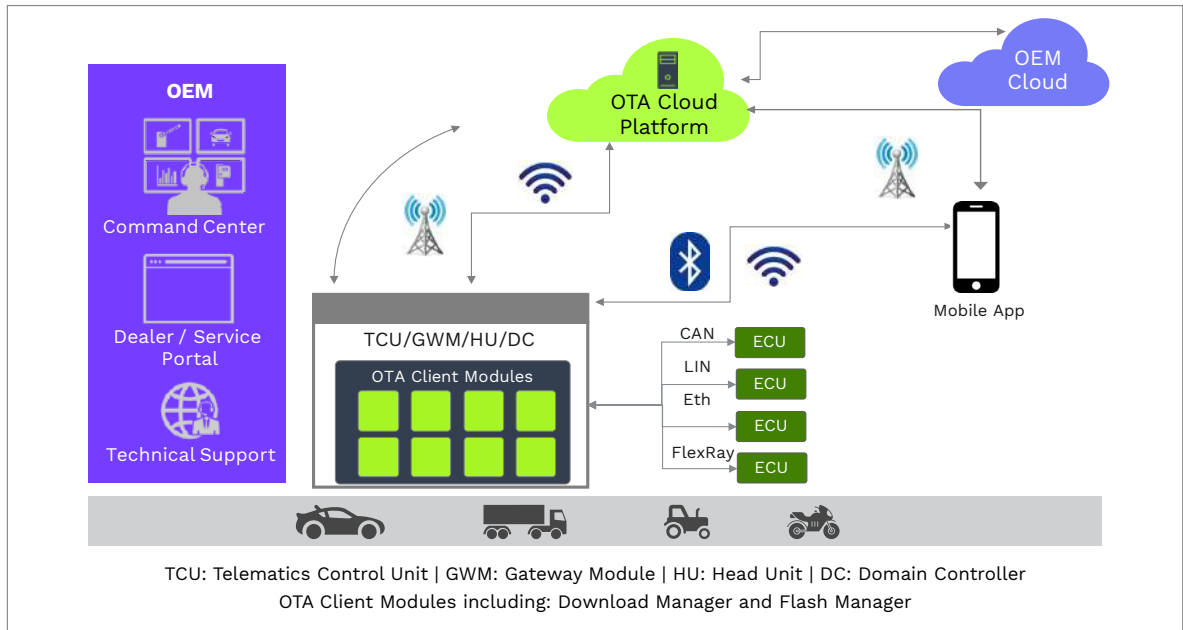 OEM
Command Center
Dealer / Service
Portal
Technical Support
OTA Cloud
Platform
OEM
Cloud
Mobile App
TCU/GWM/HU/DC
OTA Client Modules
CAN
ECU
LIN
ECU
Eth
ECU
FlexRay
ECU
TCU: Telematics Control Unit | GWM: Gateway Module | HU: Head Unit | DC: Domain Controller
OTA Client Modules including: Download Manager and Flash Manager